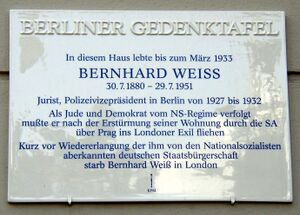 BERLINER GEDENKTAFEL
In diesem Haus lebte bis zum März 1933
BERNHARD WEISS
30.7.1880 – 29.7.1951
Jurist, Polizeivizepräsident in Berlin von 1927 bis 1932
Als Jude und Demokrat vom NS-Regime verfolgt
mußte er nach der Erstürmung seiner Wohnung durch die SA
über Prag ins Londoner Exil fliehen
Kurz vor Wiedererlangung der ihm von den Nationalsozialisten
aberkannten deutschen Staatsbürgerschaft
starb Bernhard Weiß in London
KPM